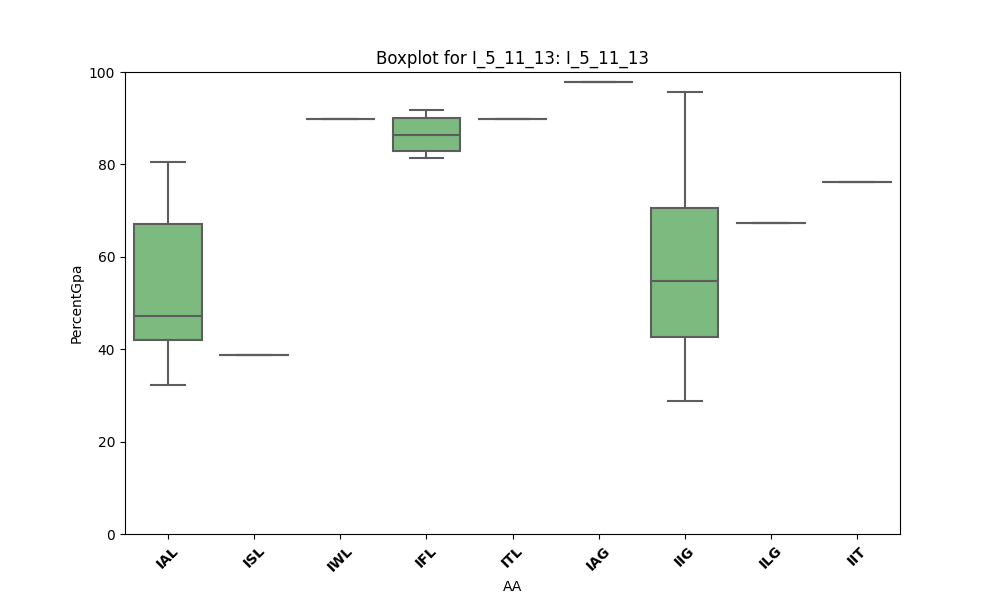 Boxplot for I_5_11_13: I_5_11_13
100
80
60
40
20
0
PercentGpa
IAL
ISL
IWL
IFL
ITL
IAG
IIG
ILG
IIT
AA